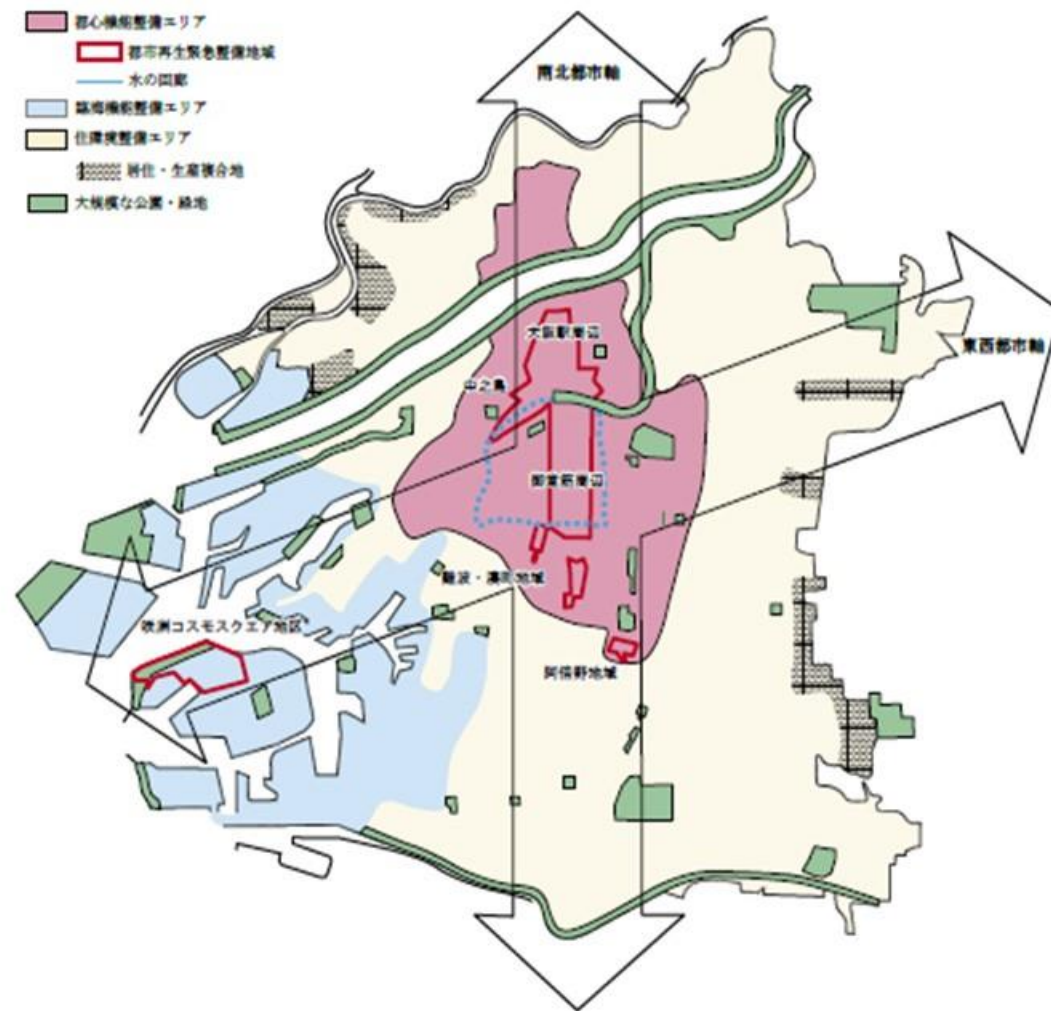 都心機能整備エリア
都市再生緊急整備地域
水の回廊
臨海機能整備エリア
住環境整備エリア
居住・生産複合地
大規模な公園・緑地
南北都市軸
東西都市軸
大阪駅周辺
中之島
御堂筋周辺
難波・湊町地域
咲洲コスモスクエア地区
阿倍野地域